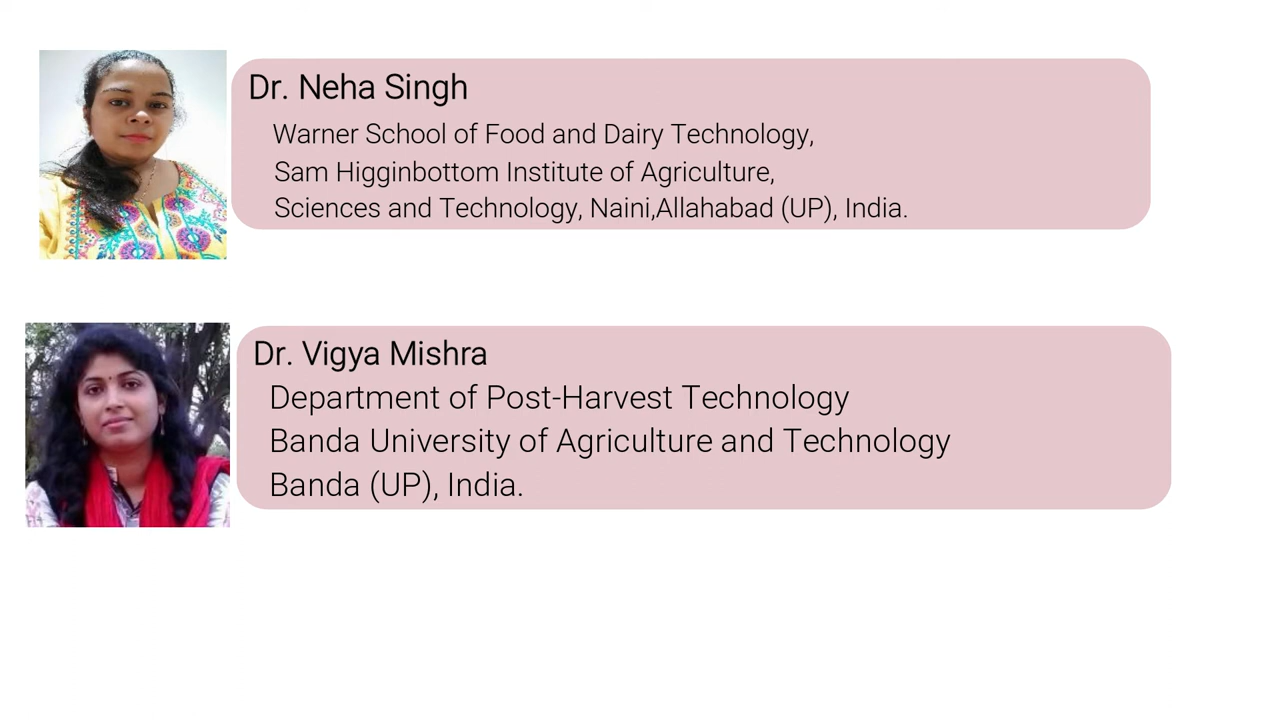 Dr. Neha Singh
Warner School of Food and Dairy Technology,
Sam Higginbottom Institute of Agriculture,
Sciences and Technology, Naini,Allahabad (UP), India.
Dr. Vigya Mishra
Department of Post-Harvest Technology
Banda University of Agriculture and Technology
Banda (UP), India.